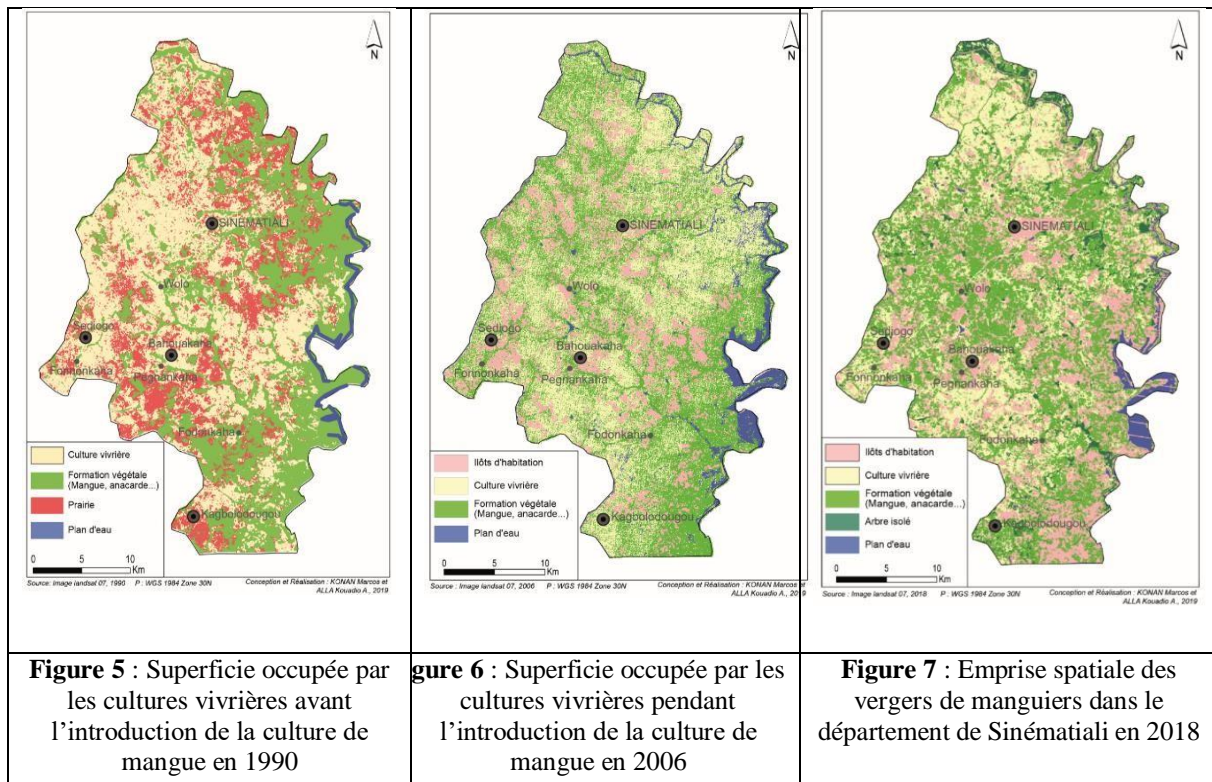 N
SINEMATIALI
Wolo
Sediogo
Bahouakaha
Fononkaha
Pegnankaha
Fodonkaha
Kagbolodougou
Culture vivrière
Formation végétale
(Mangue, anacarde...)
Prairie
Plan d'eau
0 5 10
Km
Source: Image landsat 07, 1990 P : WGS 1984 Zone 30N Conception et Réalisation : KONAN Marcos et
ALLA Kouadio A., 2019
Figure 5 : Superficie occupée par
les cultures vivrières avant
l'introduction de la culture de
mangue en 1990
N
SINEMATIALI
Wolo
Sediogo
Bahouakaha
Fononkaha
Pegnankaha
Fodonkaha
Kagbolodougou
Ilôts d'habitation
Culture vivrière
Formation végétale
(Mangue, anacarde...)
Plan d'eau
0 5 10
Km
Source : Image landsat 07, 2006 P : WGS 1984 Zone 30N Conception et Réalisation : KONAN Marcos et
ALLA Kouadio A., 2019
gure 6 : Superficie occupée par les
cultures vivrières pendant
l'introduction de la culture de
mangue en 2006
N
SINEMATIALI
Wolo
Sediogo
Bahouakaha
Fononkaha
Pegnankaha
Fodonkaha
Kagbolodougou
Ilôts d'habitation
Culture vivrière
Formation végétale
(Mangue, anacarde...)
Arbre isolé
Plan d'eau
0 5 10
Km
Source : Image landsat 07, 2018 P : WGS 1984 Zone 30N Conception et Réalisation : KONAN Marcos et
ALLA Kouadio A., 2019
Figure 7 : Emprise spatiale des
vergers de manguiers dans le
département de Sinématiali en 2018